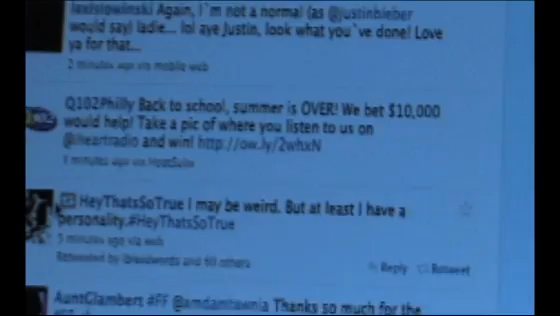 Again, I`m not a normal (as @justinbieber
would say) ladie... lol aye Justin, look what you`ve done! Love
ya for that...
2 minutes ago via mobile web
Q102Philly Back to school, summer is OVER! We bet $10,000
would help! Take a pic of where you listen to us on
@iheartradio and win! http://ow.ly/2whxN
minutes ago via HootSuite
HeyThatsSoTrue I may be weird. But at least I have a
personality.#HeyThatsSoTrue
5 minutes ago via web
Retweeted by and 60 others
Reply Retweet
AuntGlambert #FF Thanks so much for the